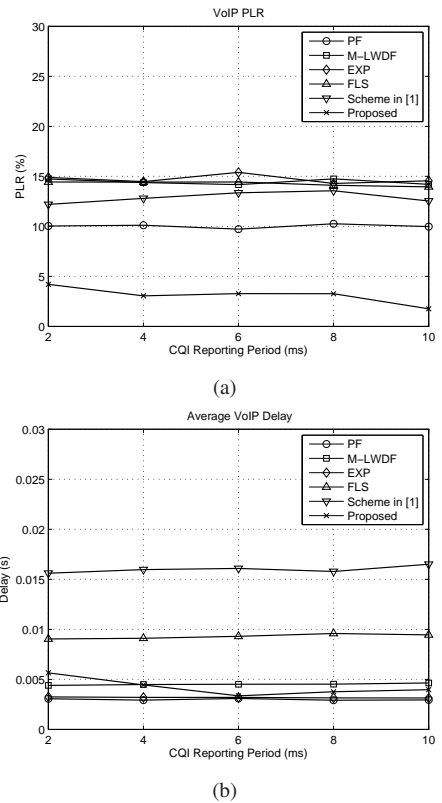 VoIP PLR
30
25
20
15
10
5
0
PLR (%)
PF
M−LWDF
EXP
FLS
Scheme in [1]
Proposed
2 4 6 8 10
CQI Reporting Period (ms)
(a)
Average VoIP Delay
0.03
0.025
0.02
0.015
0.01
0.005
0
Delay (s)
PF
M−LWDF
EXP
FLS
Scheme in [1]
Proposed
2 4 6 8 10
CQI Reporting Period (ms)
(b)